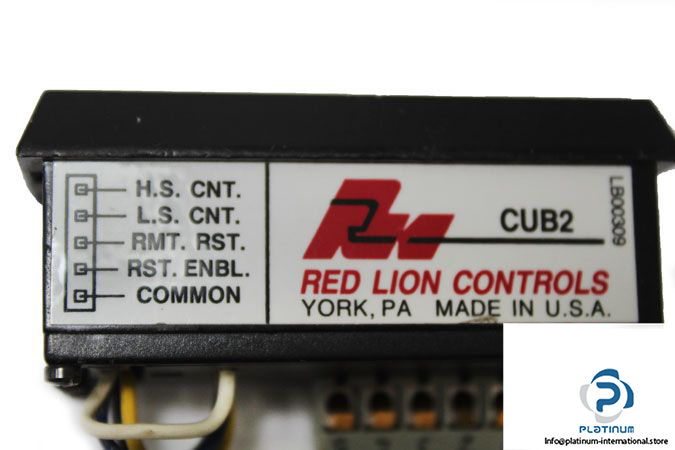 H.S. CNT.
L.S. CNT.
RMT. RST.
RST. ENBL.
COMMON
CUB2
LB00309
RED LION CONTROLS
YORK, PA MADE IN U.S.A.
PLATINUM
Info@platinum-international.store